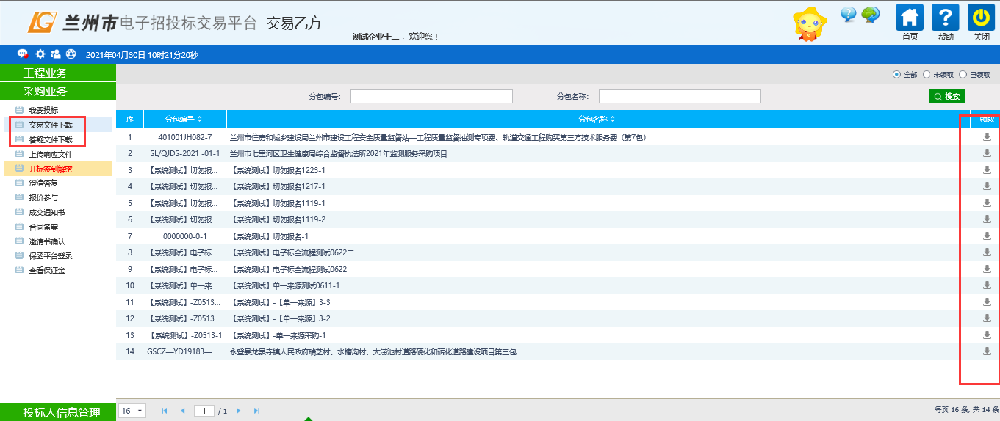 兰州市电子招投标交易平台 交易乙方
测试企业十二 ，欢迎您！
首页 帮助 关闭
2021年04月30日 10时21分20秒
工程业务
采购业务
我要投标
交易文件下载
答疑文件下载
上传响应文件
开标签到解密
澄清答复
报价参与
成交通知书
合同备案
邀请书确认
保函平台登录
查看保证金
投标人信息管理
全部 未领取 已领取
分包编号： 分包名称： 搜索
序 分包编号 分包名称 领取
1 401001JH082-7 兰州市住房和城乡建设局兰州市建设工程安全质量监督站—工程质量监督抽测专项费、轨道交通工程购买第三方技术服务费（第7包）
2 SL/QJDS-2021 -01-1 兰州市七里河区卫生健康局综合监督执法所2021年监测服务采购项目
3 【系统测试】切勿报... 【系统测试】切勿报名1223-1
4 【系统测试】切勿报... 【系统测试】切勿报名1217-1
5 【系统测试】切勿报... 【系统测试】切勿报名1119-1
6 【系统测试】切勿报... 【系统测试】切勿报名1119-2
7 0000000-0-1 【系统测试】切勿报名-1
8 【系统测试】电子标... 【系统测试】电子标全流程测试0622二
9 【系统测试】电子标... 【系统测试】电子标全流程测试0622
10 【系统测试】单一来... 【系统测试】单一来源测试0611-1
11 【系统测试】-Z0513... 【系统测试】-【单一来源】3-3
12 【系统测试】-Z0513... 【系统测试】-【单一来源】3-2
13 【系统测试】-Z0513-1 【系统测试】-单一来源采购-1
14 GSCZ—YD19183—... 永登县龙泉寺镇人民政府瑞芝村、水槽沟村、大涝池村道路硬化和砖化道路建设项目第三包
16 1 / 1 每页 16 条, 共 14 条